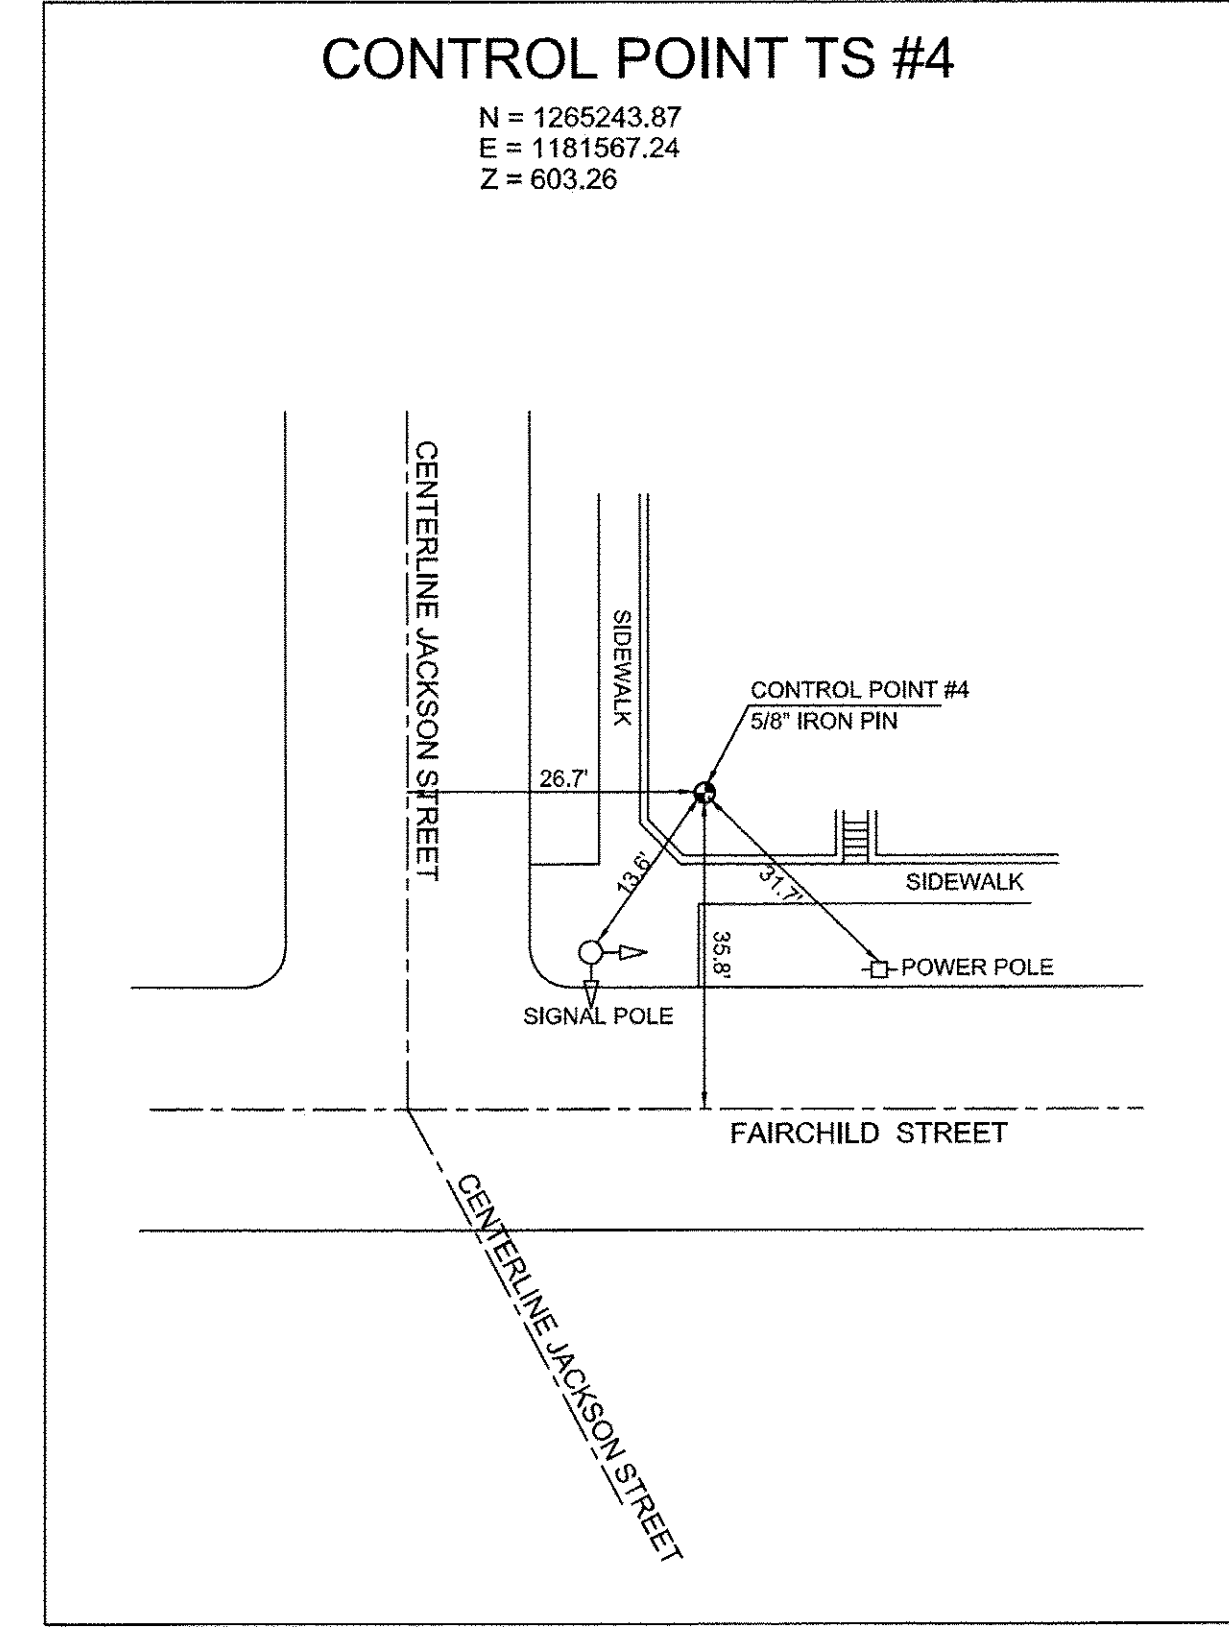 CONTROL POINT TS #4
N = 1265243.87
E = 1181567.24
Z = 603.26
CENTERLINE JACKSON STREET
SIDEWALK
CONTROL POINT #4
5/8" IRON PIN
26.7'
13.6'
31.7'
SIDEWALK
35.8'
POWER POLE
SIGNAL POLE
FAIRCHILD STREET
CENTERLINE JACKSON STREET